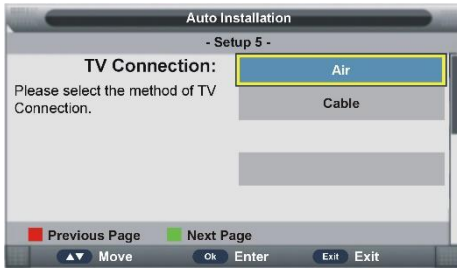 Auto Installation
- Setup 5 -
TV Connection:
Please select the method of TV
Connection.
Air
Cable
Previous Page Next Page
▲▼ Move Ok Enter Exit Exit